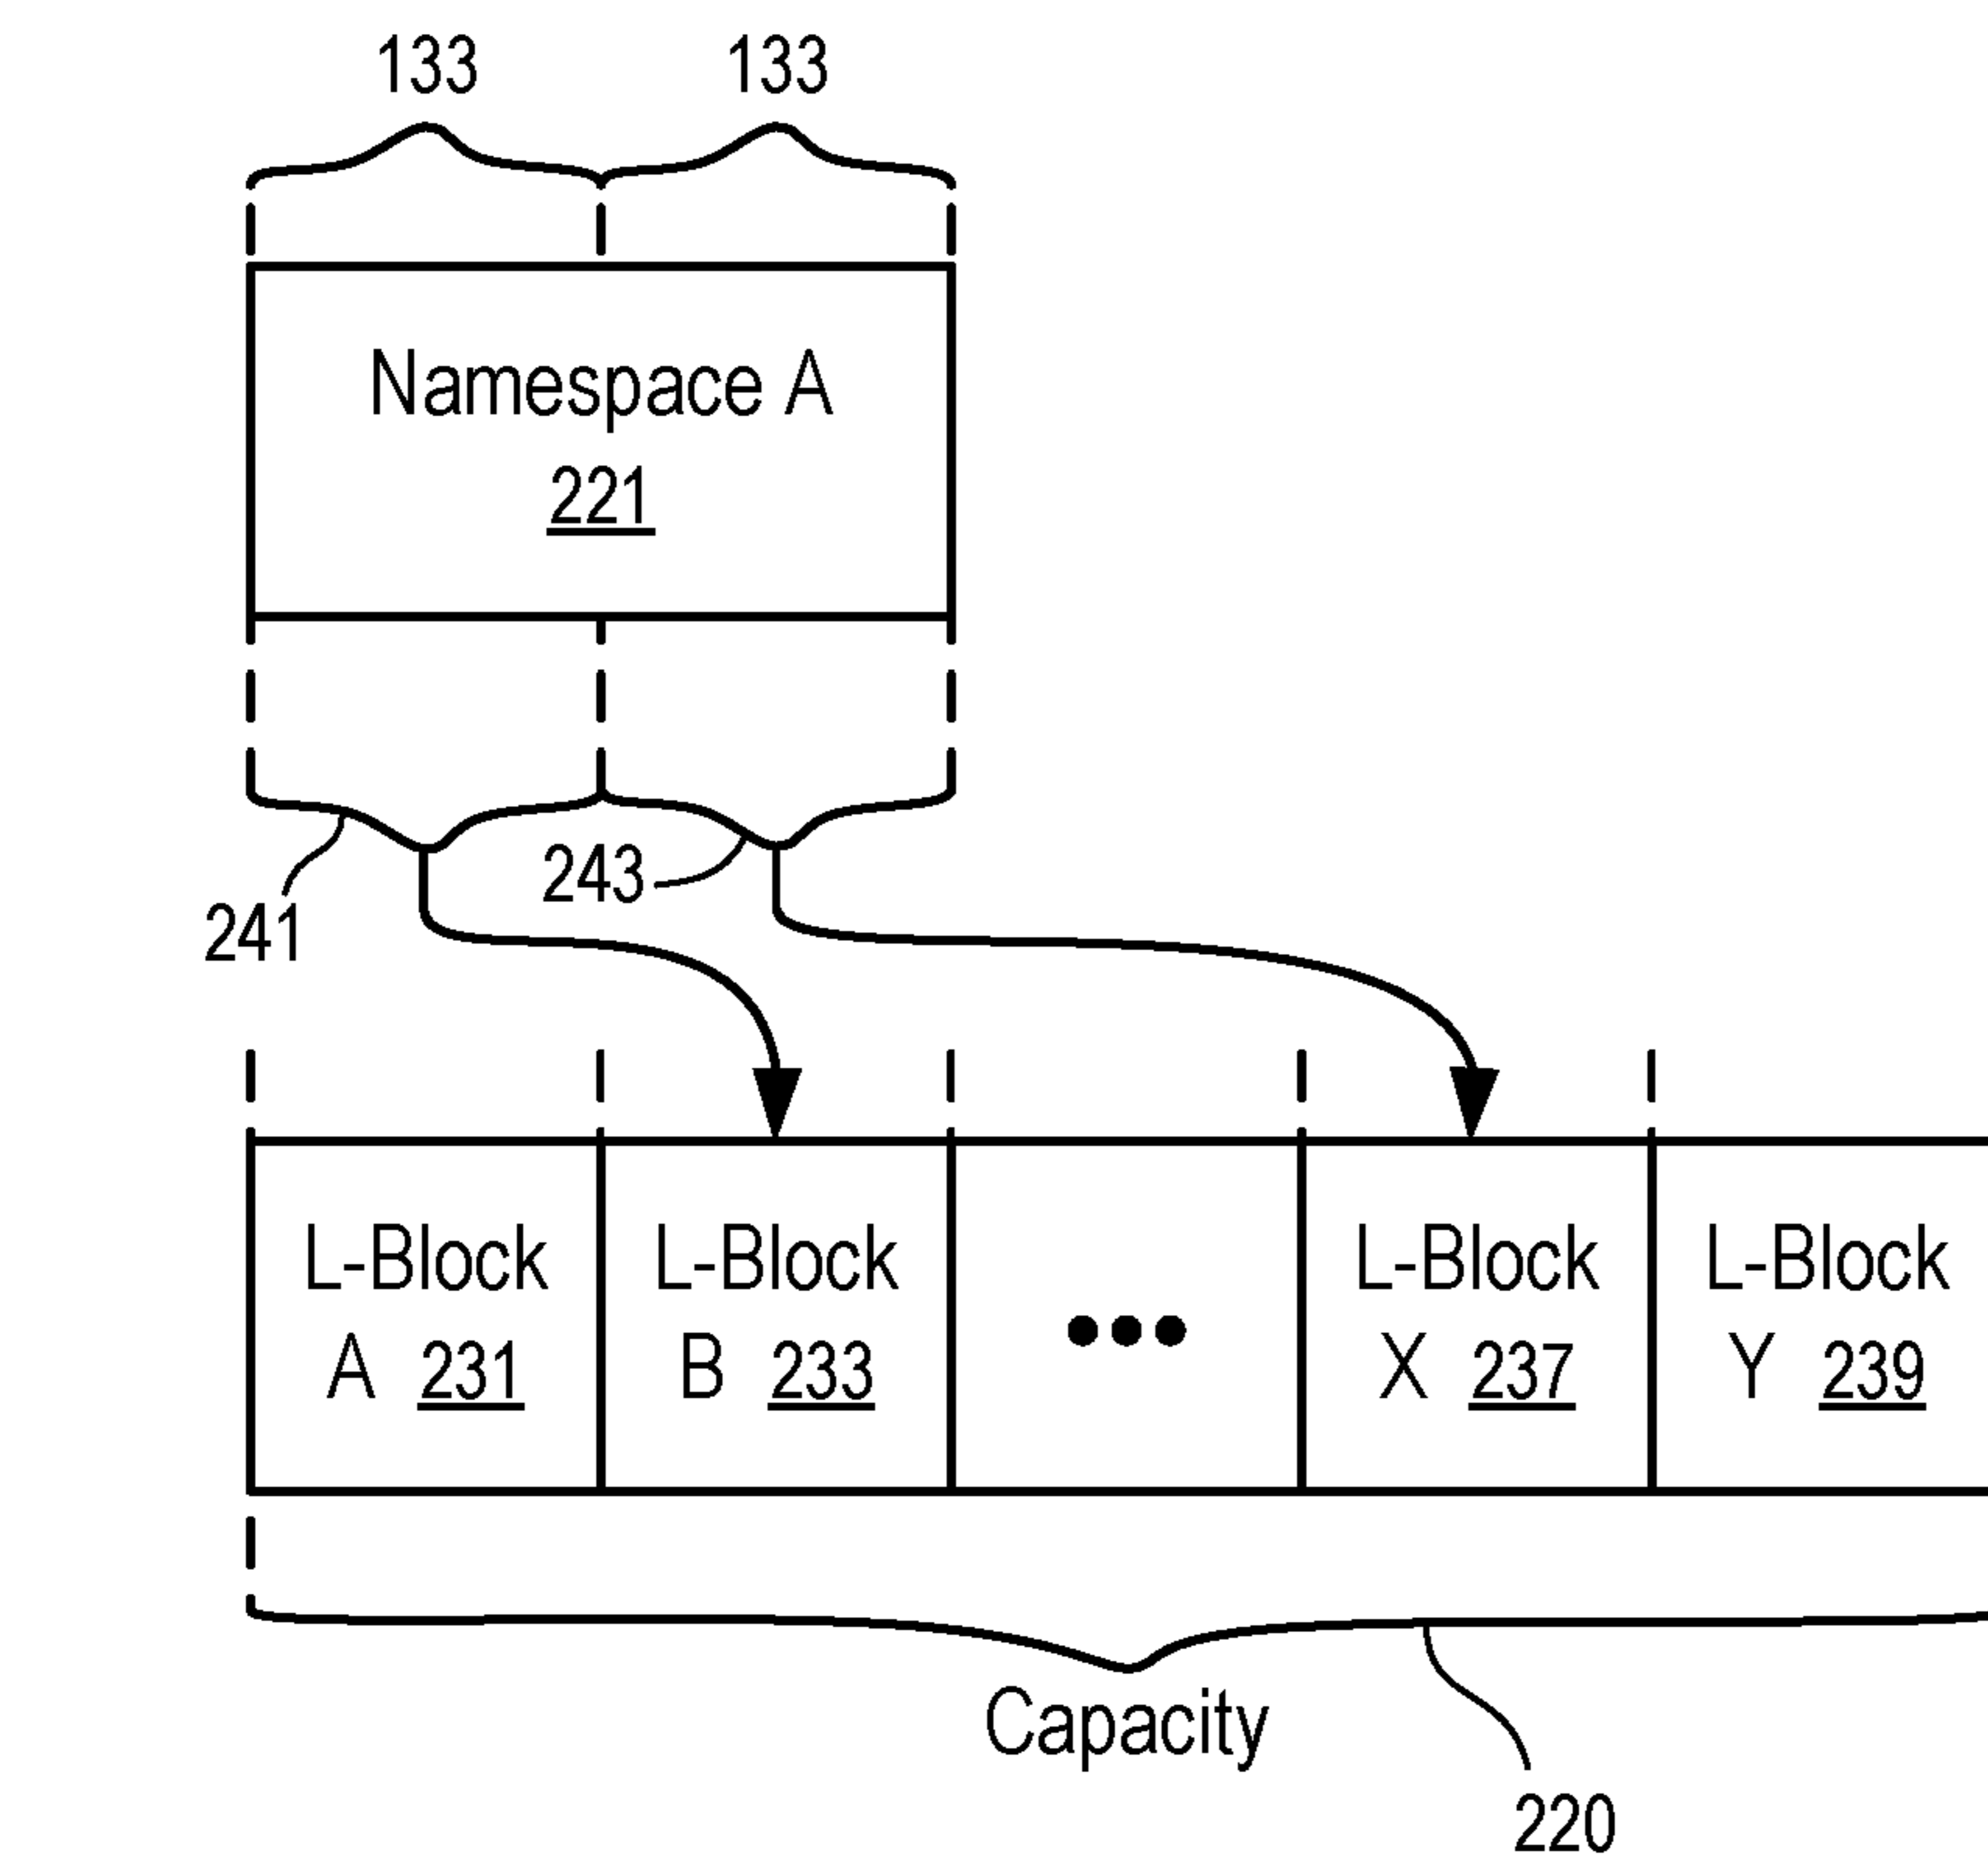 133 133
Namespace A
221
243
241
L-Block L-Block L-Block L-Block
A 231 B 233 ••• X 237 Y 239
Capacity
220